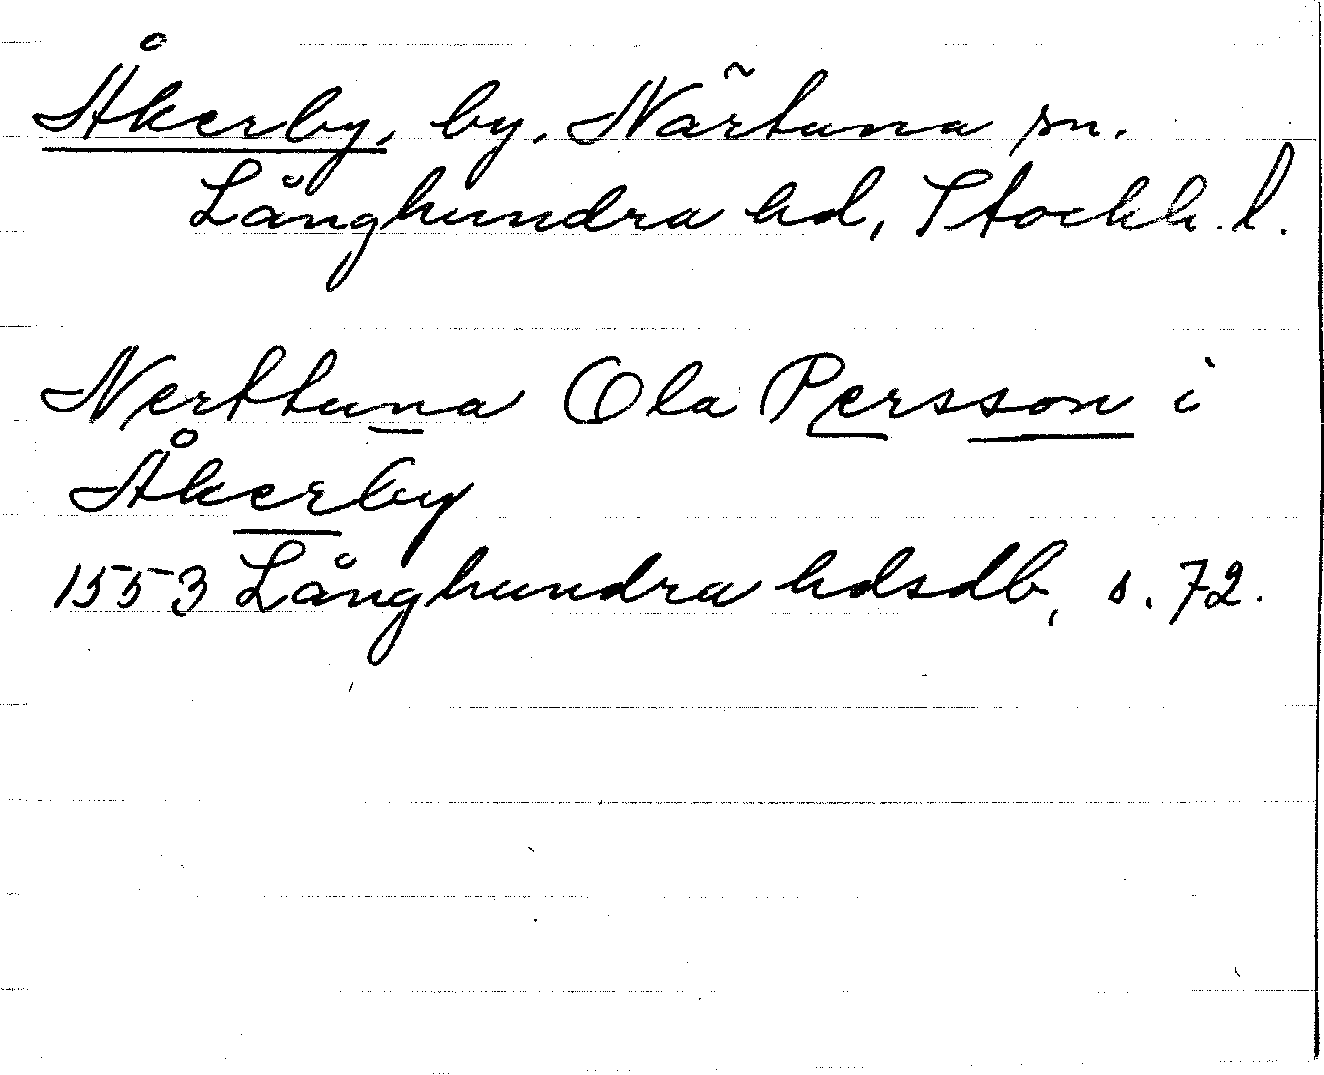 Åkerby, by, Närtuna sn.
Långhundra hd, Stockh. l.
Nerttuna Ola Persson i
Åkerby
1553 Långhundra hdsdb, s. 72.